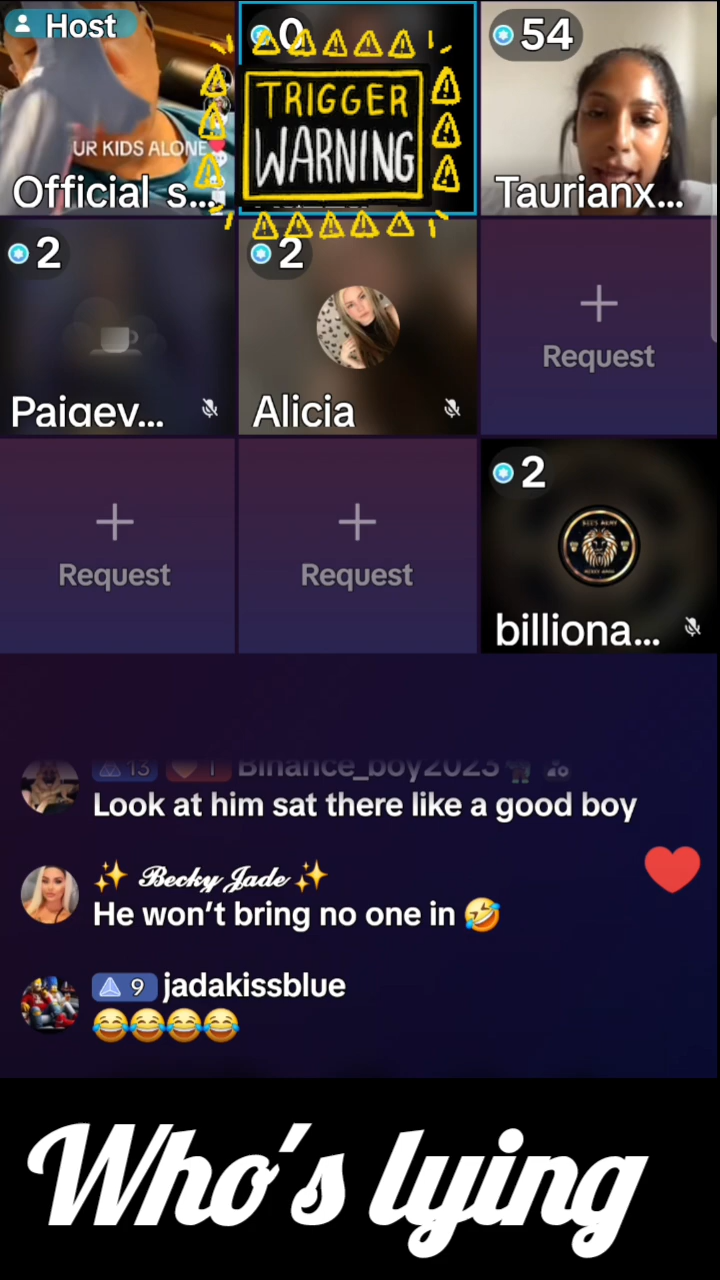 Host
0
54
TRIGGER
WARNING
UR KIDS ALONE
Official s...
Taurianx...
2
2
Request
Paigev...
Alicia
2
Request
Request
billiona...
13
1
Binance_boy2023
Look at him sat there like a good boy
✨ Becky Jade ✨
He won't bring no one in 🤣
9 jadakissblue
😂😂😂😂
Who's lying